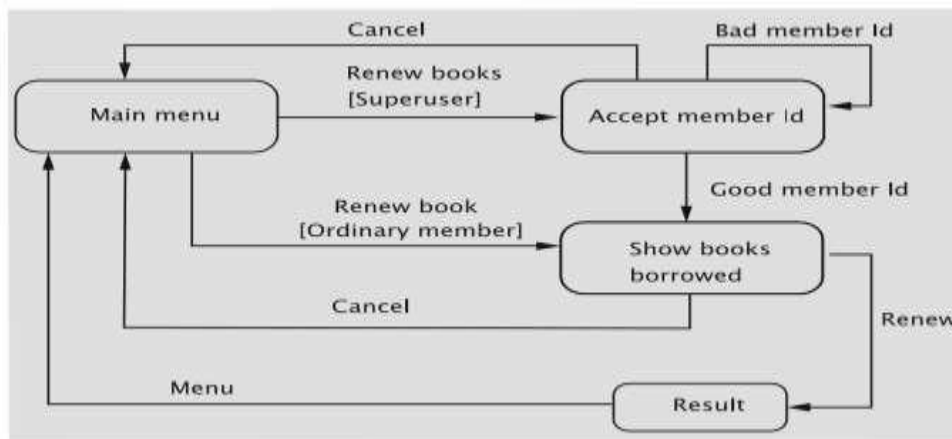 Cancel
Bad member Id
Renew books
[Superuser]
Main menu
Accept member Id
Good member Id
Renew book
[Ordinary member]
Show books
borrowed
Cancel
Renew
Menu
Result